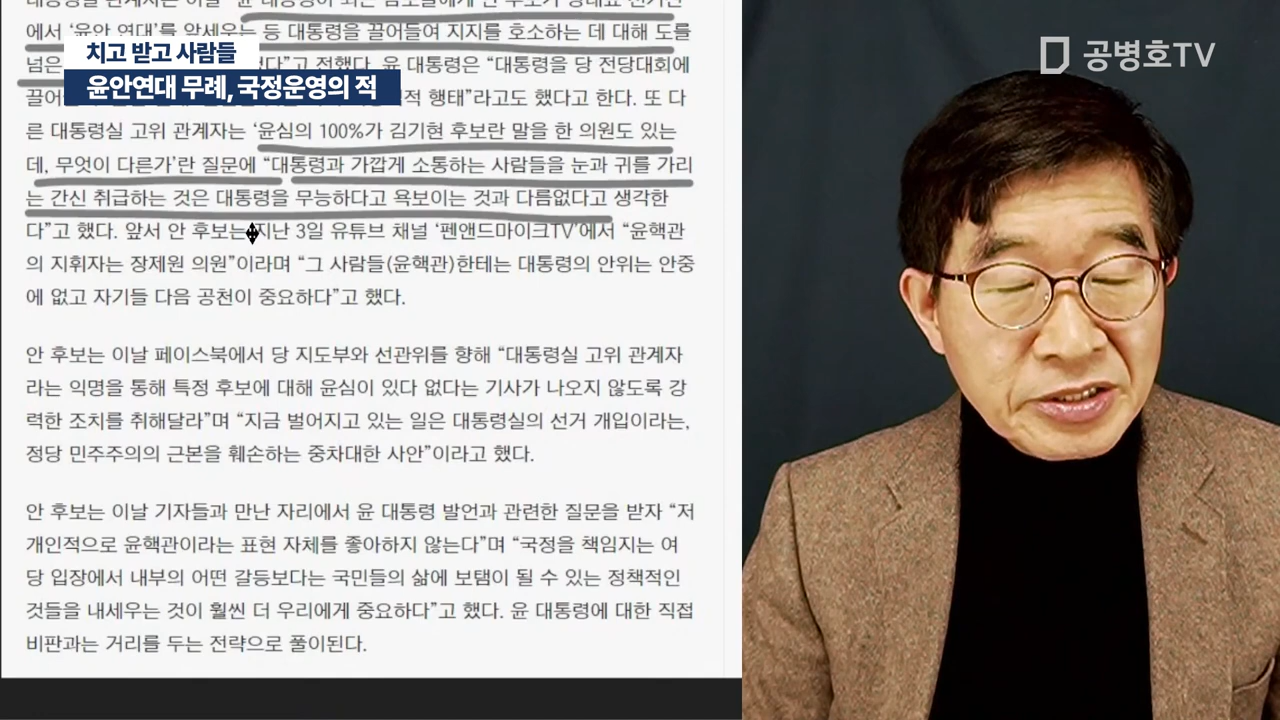 에서 ‘윤안 연대’를 앞세우는 등 대통령을 끌어들여 지지를 호소하는 데 대해 도를
치고 받고 사람들
공병호TV
넘은
다”고 전했다. 윤 대통령은 “대통령을 당 전당대회에
윤안연대 무례, 국정운영의 적
끌어
적 행태”라고도 했다고 한다. 또 다
른 대통령실 고위 관계자는 ‘윤심의 100%가 김기현 후보란 말을 한 의원도 있는
데, 무엇이 다른가’란 질문에 “대통령과 가깝게 소통하는 사람들을 눈과 귀를 가리
는 간신 취급하는 것은 대통령을 무능하다고 욕보이는 것과 다름없다고 생각한
다”고 했다. 앞서 안 후보는 지난 3일 유튜브 채널 ‘펜앤드마이크TV’에서 “윤핵관
의 지휘자는 장제원 의원”이라며 “그 사람들(윤핵관)한테는 대통령의 안위는 안중
에 없고 자기들 다음 공천이 중요하다”고 했다.
안 후보는 이날 페이스북에서 당 지도부와 선관위를 향해 “대통령실 고위 관계자
라는 익명을 통해 특정 후보에 대해 윤심이 있다 없다는 기사가 나오지 않도록 강
력한 조치를 취해달라”며 “지금 벌어지고 있는 일은 대통령실의 선거 개입이라는,
정당 민주주의의 근본을 훼손하는 중차대한 사안”이라고 했다.
안 후보는 이날 기자들과 만난 자리에서 윤 대통령 발언과 관련한 질문을 받자 “저
개인적으로 윤핵관이라는 표현 자체를 좋아하지 않는다”며 “국정을 책임지는 여
당 입장에서 내부의 어떤 갈등보다는 국민들의 삶에 보탬이 될 수 있는 정책적인
것들을 내세우는 것이 훨씬 더 우리에게 중요하다”고 했다. 윤 대통령에 대한 직접
비판과는 거리를 두는 전략으로 풀이된다.